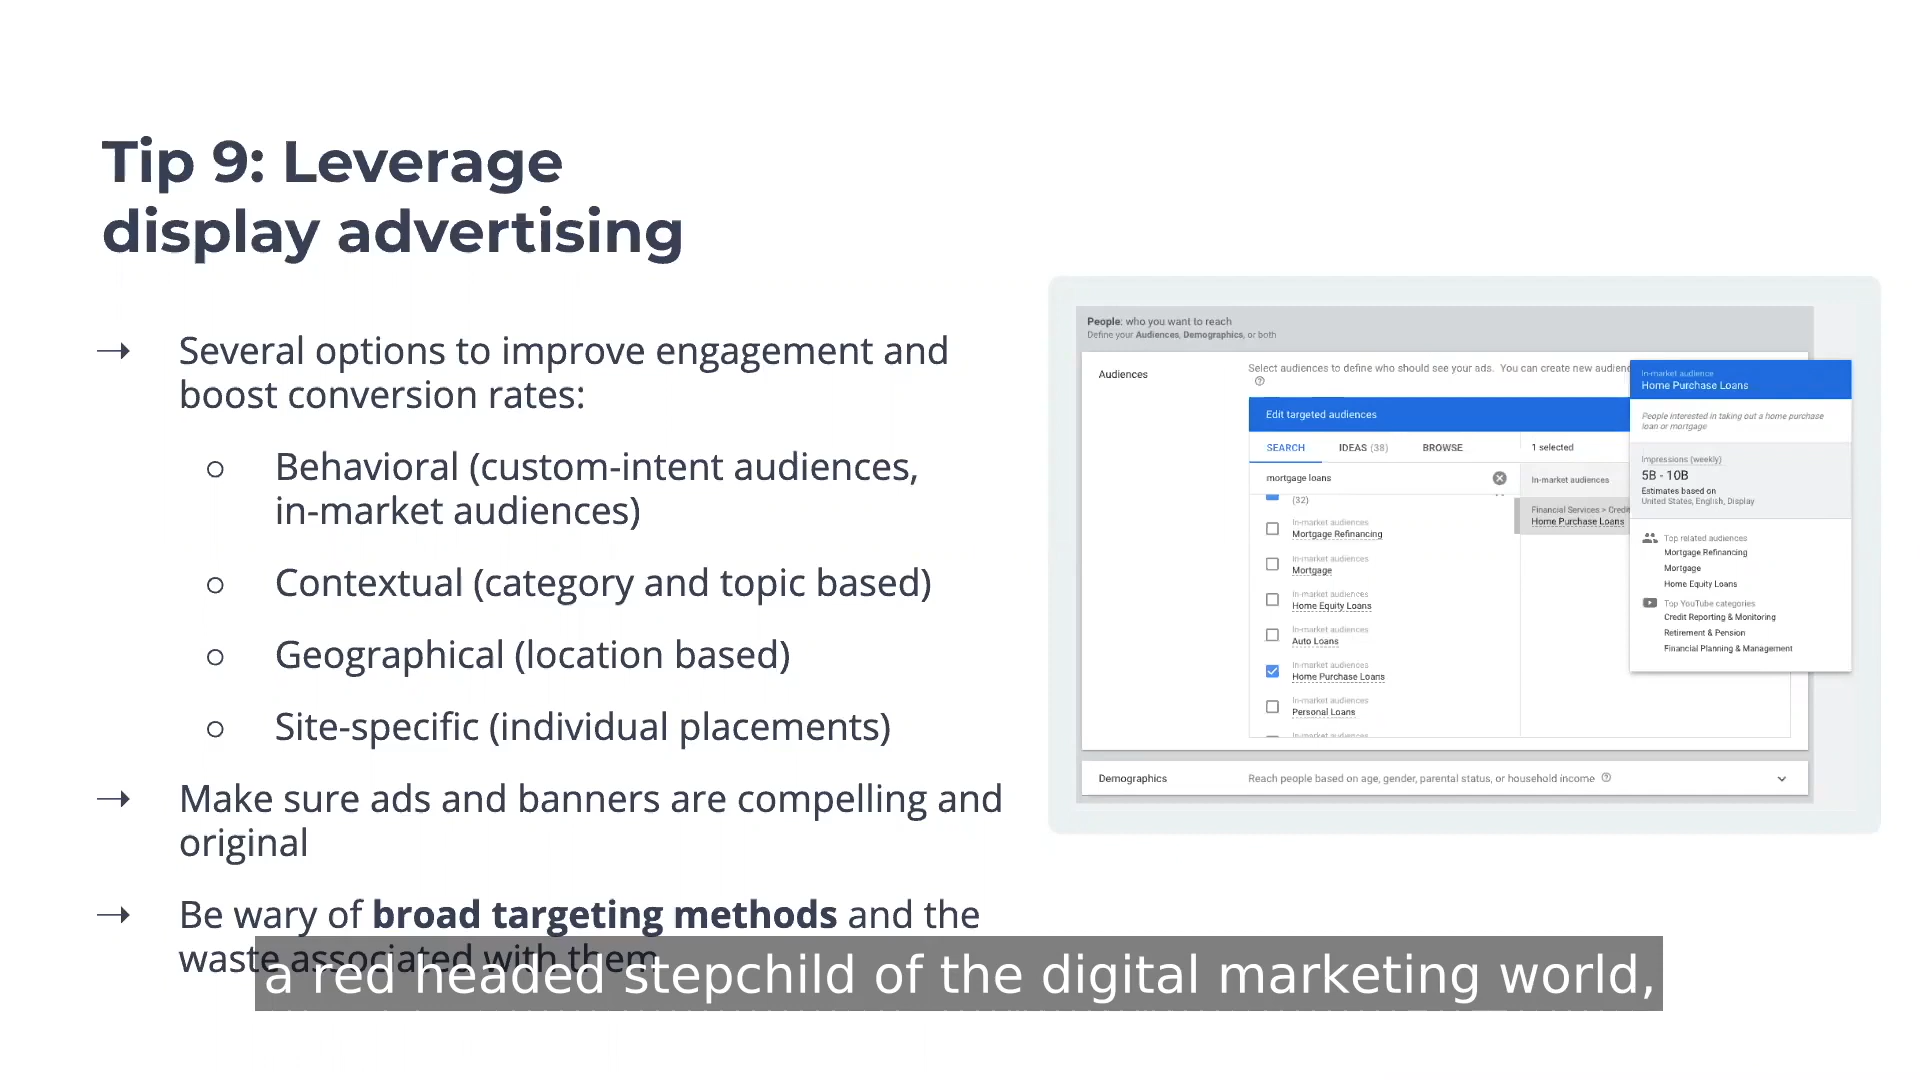 Tip 9: Leverage
display advertising
→ Several options to improve engagement and
boost conversion rates:
○ Behavioral (custom-intent audiences,
in-market audiences)
○ Contextual (category and topic based)
○ Geographical (location based)
○ Site-specific (individual placements)
→ Make sure ads and banners are compelling and
original
→ Be wary of broad targeting methods and the
waste associated with them
a red headed stepchild of the digital marketing world,
People: who you want to reach
Define your Audiences, Demographics, or both
Audiences
Select audiences to define who should see your ads. You can create new audien
Edit targeted audiences
SEARCH IDEAS (38) BROWSE
1 selected
mortgage loans
(32)
In-market audiences
Mortgage Refinancing
In-market audiences
Mortgage
In-market audiences
Home Equity Loans
In-market audiences
Auto Loans
In-market audiences
Home Purchase Loans
In-market audiences
Personal Loans
In-market audiences
In-market audiences
Financial Services > Credit
Home Purchase Loans
In-market audience
Home Purchase Loans
People interested in taking out a home purchase
loan or mortgage
Impressions (weekly)
5B - 10B
Estimates based on
United States, English, Display
Top related audiences
Mortgage Refinancing
Mortgage
Home Equity Loans
Top YouTube categories
Credit Reporting & Monitoring
Retirement & Pension
Financial Planning & Management
Demographics
Reach people based on age, gender, parental status, or household income